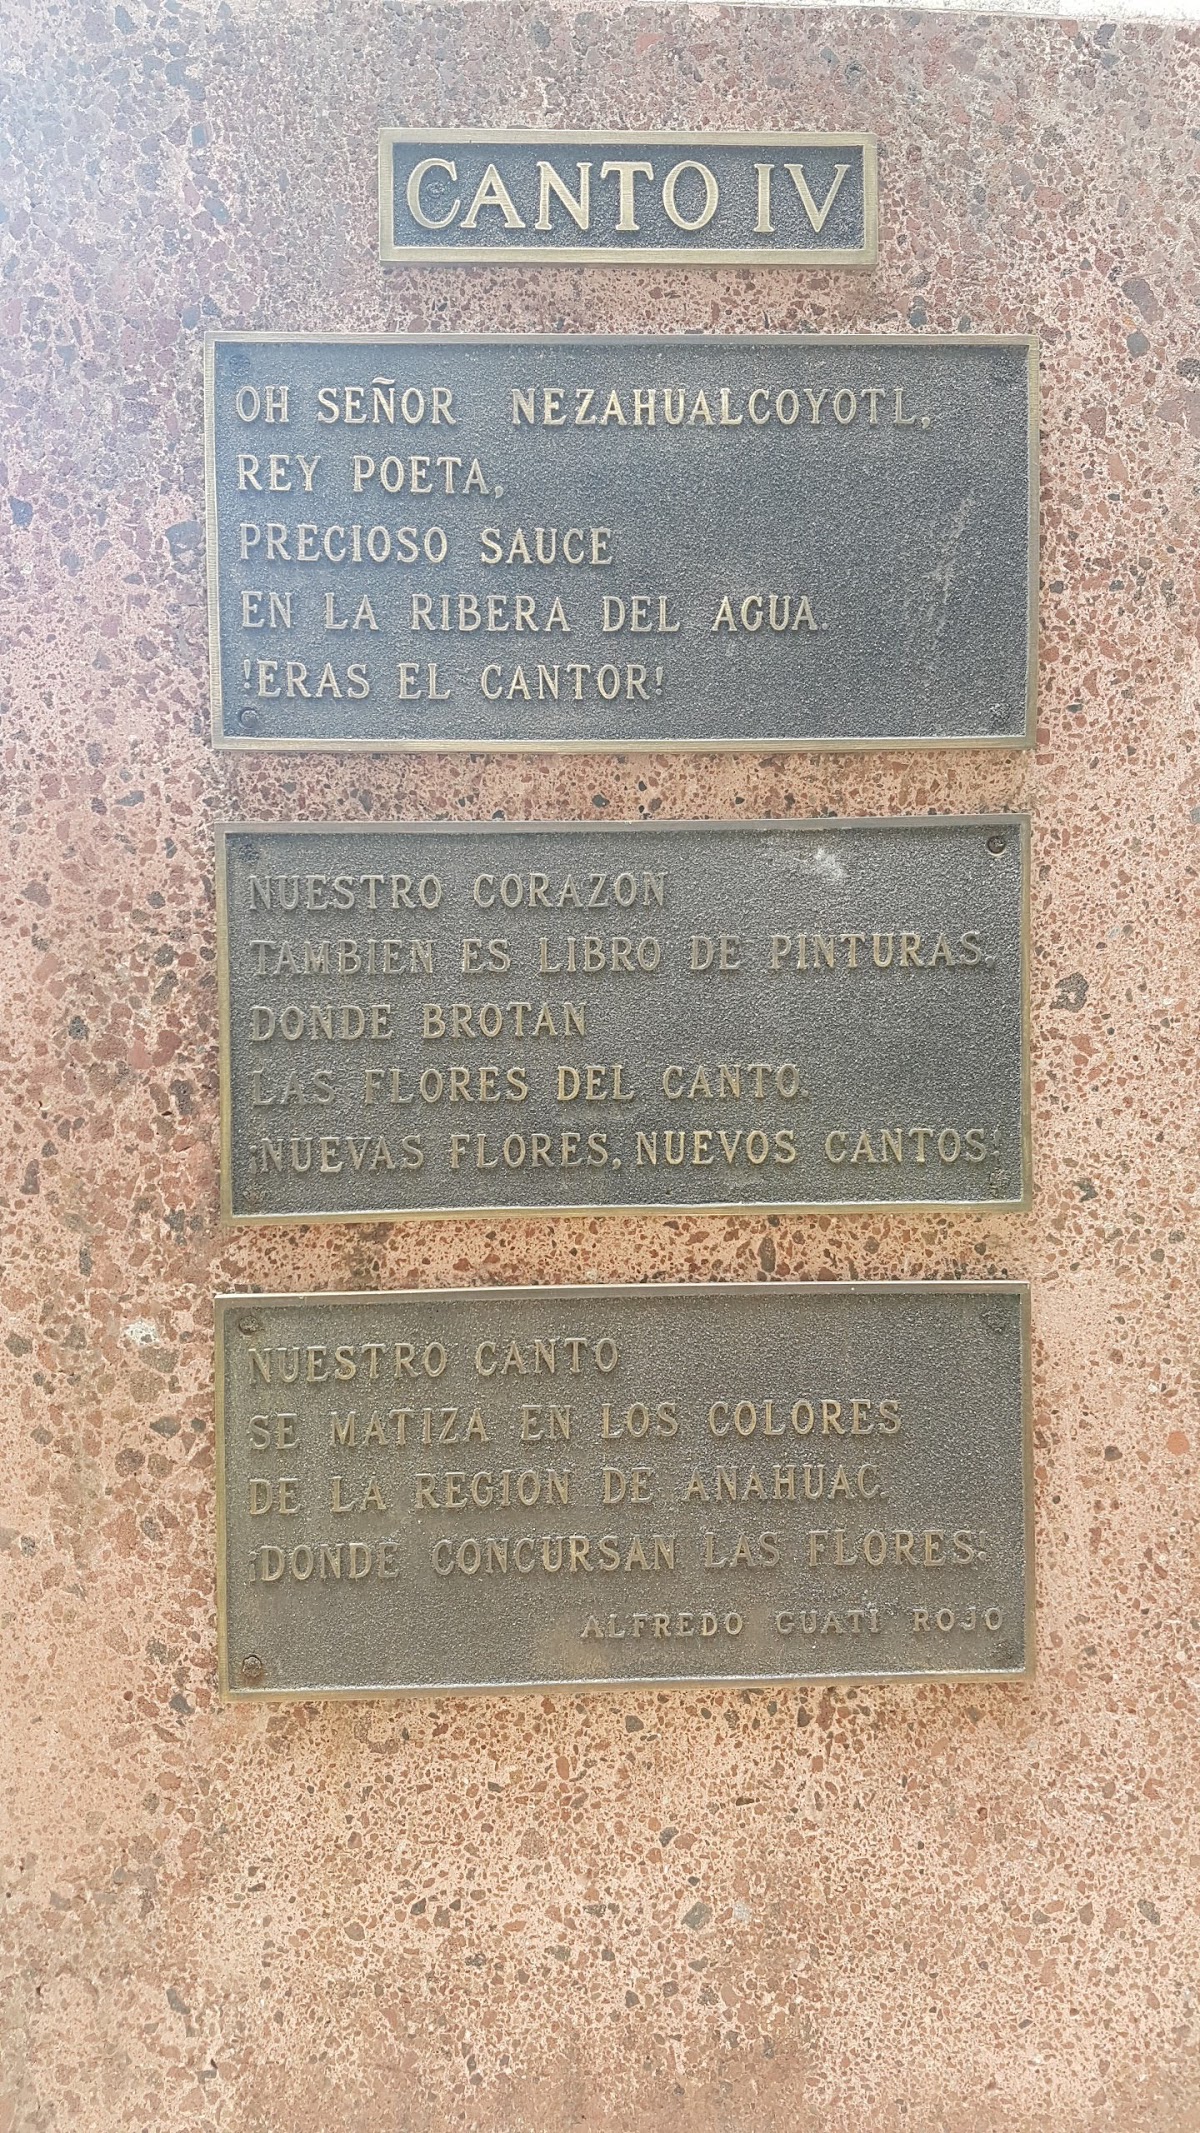 CANTO IV
OH SEÑOR NEZAHUALCOYOTL,
REY POETA,
PRECIOSO SAUCE
EN LA RIBERA DEL AGUA.
!ERAS EL CANTOR!
NUESTRO CORAZON
TAMBIEN ES LIBRO DE PINTURAS.
DONDE BROTAN
LAS FLORES DEL CANTO.
¡NUEVAS FLORES, NUEVOS CANTOS!
NUESTRO CANTO
SE MATIZA EN LOS COLORES
DE LA REGION DE ANAHUAC.
¡DONDE CONCURSAN LAS FLORES!
ALFREDO GUATI ROJO